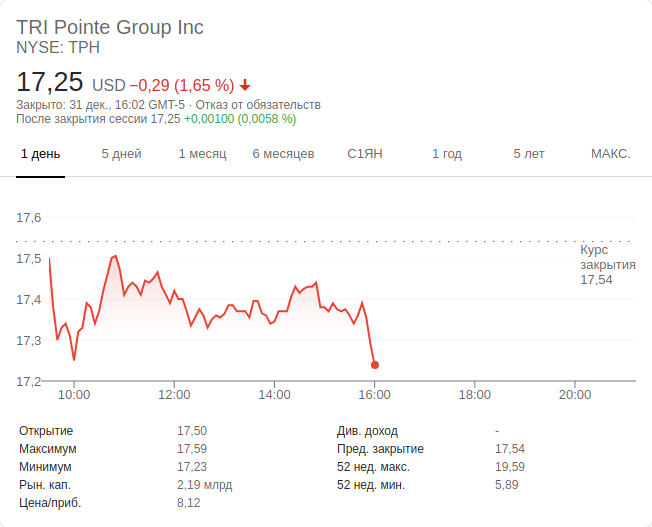 TRI Pointe Group Inc
NYSE: TPH
17,25 USD −0,29 (1,65 %)
Закрыто: 31 дек., 16:02 GMT-5 · Отказ от обязательств
После закрытия сессии 17,25 +0,00100 (0,0058 %)
1 день 5 дней 1 месяц 6 месяцев С1ЯН 1 год 5 лет МАКС.
17,6
17,5
17,4
17,3
17,2
Курс
закрытия
17,54
10:00 12:00 14:00 16:00 18:00 20:00
Открытие 17,50
Максимум 17,59
Минимум 17,23
Рын. кап. 2,19 млрд
Цена/приб. 8,12
Див. доход -
Пред. закрытие 17,54
52 нед. макс. 19,59
52 нед. мин. 5,89